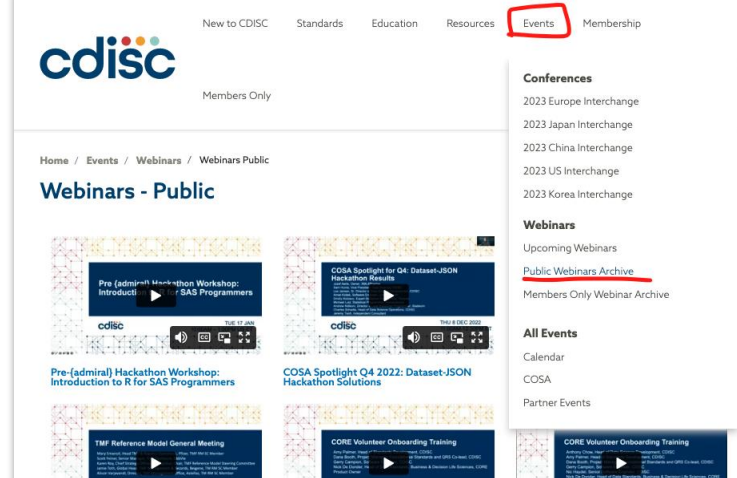 New to CDISC Standards Education Resources Events Membership
cdisc
Members Only
Home / Events / Webinars / Webinars Public
Webinars - Public
Conferences
2023 Europe Interchange
2023 Japan Interchange
2023 China Interchange
2023 US Interchange
2023 Korea Interchange
Webinars
Upcoming Webinars
Public Webinars Archive
Members Only Webinar Archive
All Events
Calendar
COSA
Partner Events
Pre {admiral} Hackathon Workshop:
Introduction R for SAS Programmers
cdisc
TUE 17 JAN
CC
Pre-{admiral} Hackathon Workshop:
Introduction to R for SAS Programmers
COSA Spotlight for Q4: Dataset-JSON
Hackathon Results
cdisc
THU 8 DEC 2022
CC
COSA Spotlight Q4 2022: Dataset-JSON
Hackathon Solutions
TMF Reference Model General Meeting
CORE Volunteer Onboarding Training
CORE Volunteer Onboarding Training